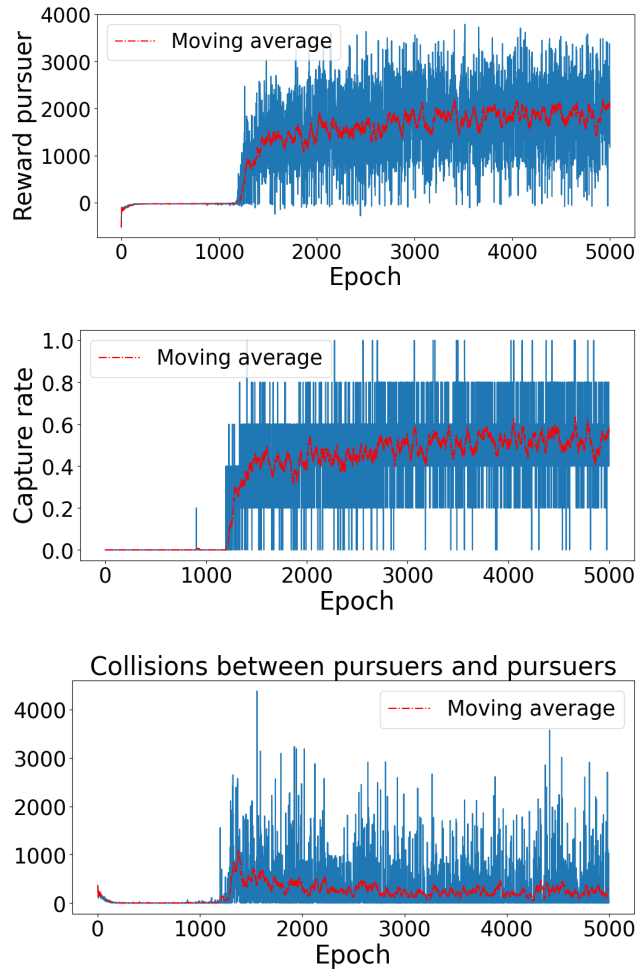 4000
3000
2000
1000
0
Reward pursuer
Moving average
0 1000 2000 3000 4000 5000
Epoch
1.0
0.8
0.6
0.4
0.2
0.0
Capture rate
Moving average
0 1000 2000 3000 4000 5000
Epoch
Collisions between pursuers and pursuers
4000
3000
2000
1000
0
Moving average
0 1000 2000 3000 4000 5000
Epoch